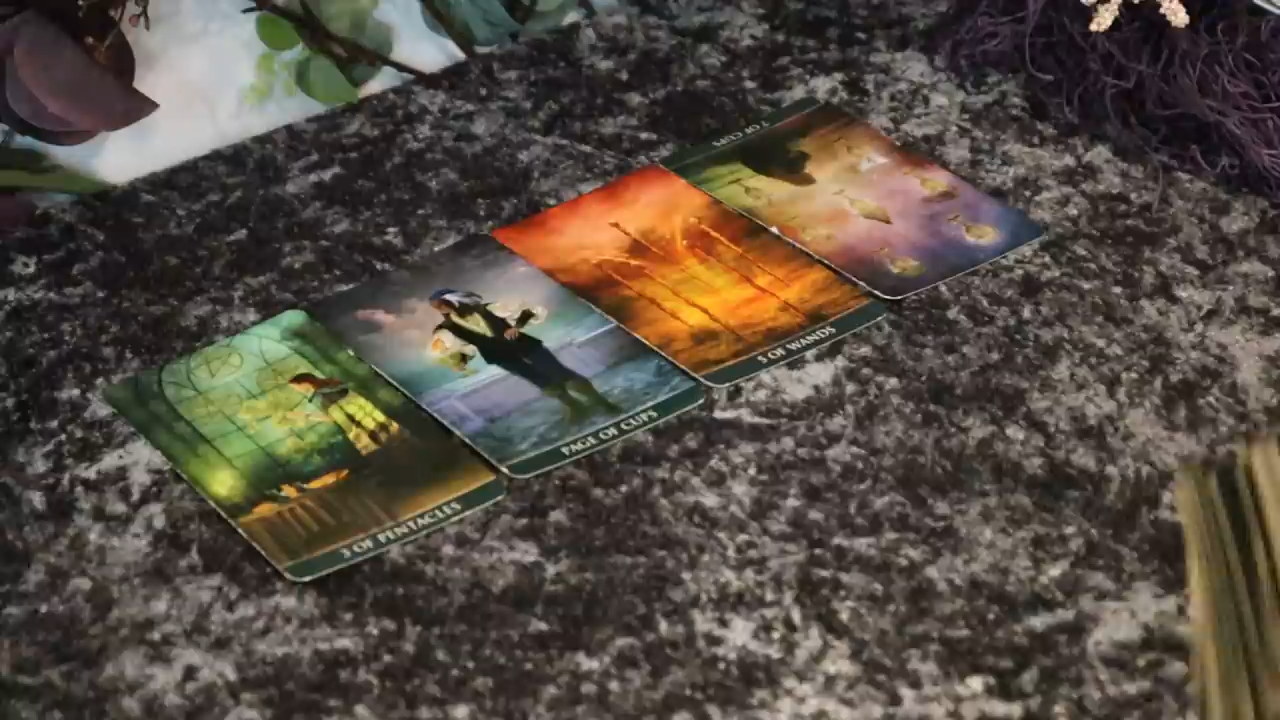 3 OF PENTACLES
PAGE OF CUPS
5 OF WANDS
7 OF CUPS